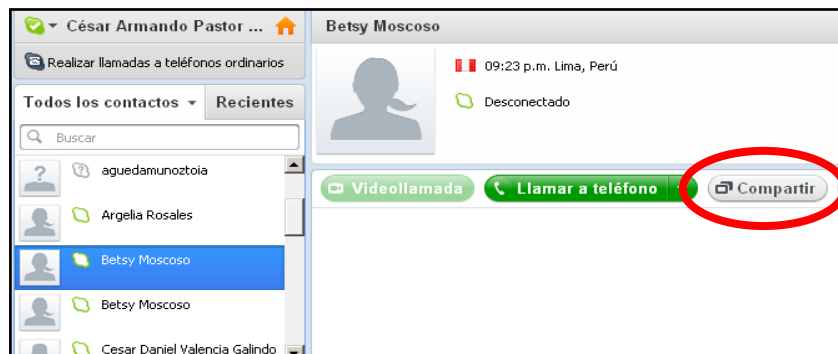 César Armando Pastor ...
Realizar llamadas a teléfonos ordinarios
Todos los contactos
Recientes
Buscar
aguedamunoztoia
Argelia Rosales
Betsy Moscoso
Betsy Moscoso
Cesar Daniel Valencia Galindo
Betsy Moscoso
09:23 p.m. Lima, Perú
Desconectado
Videollamada
Llamar a teléfono
Compartir